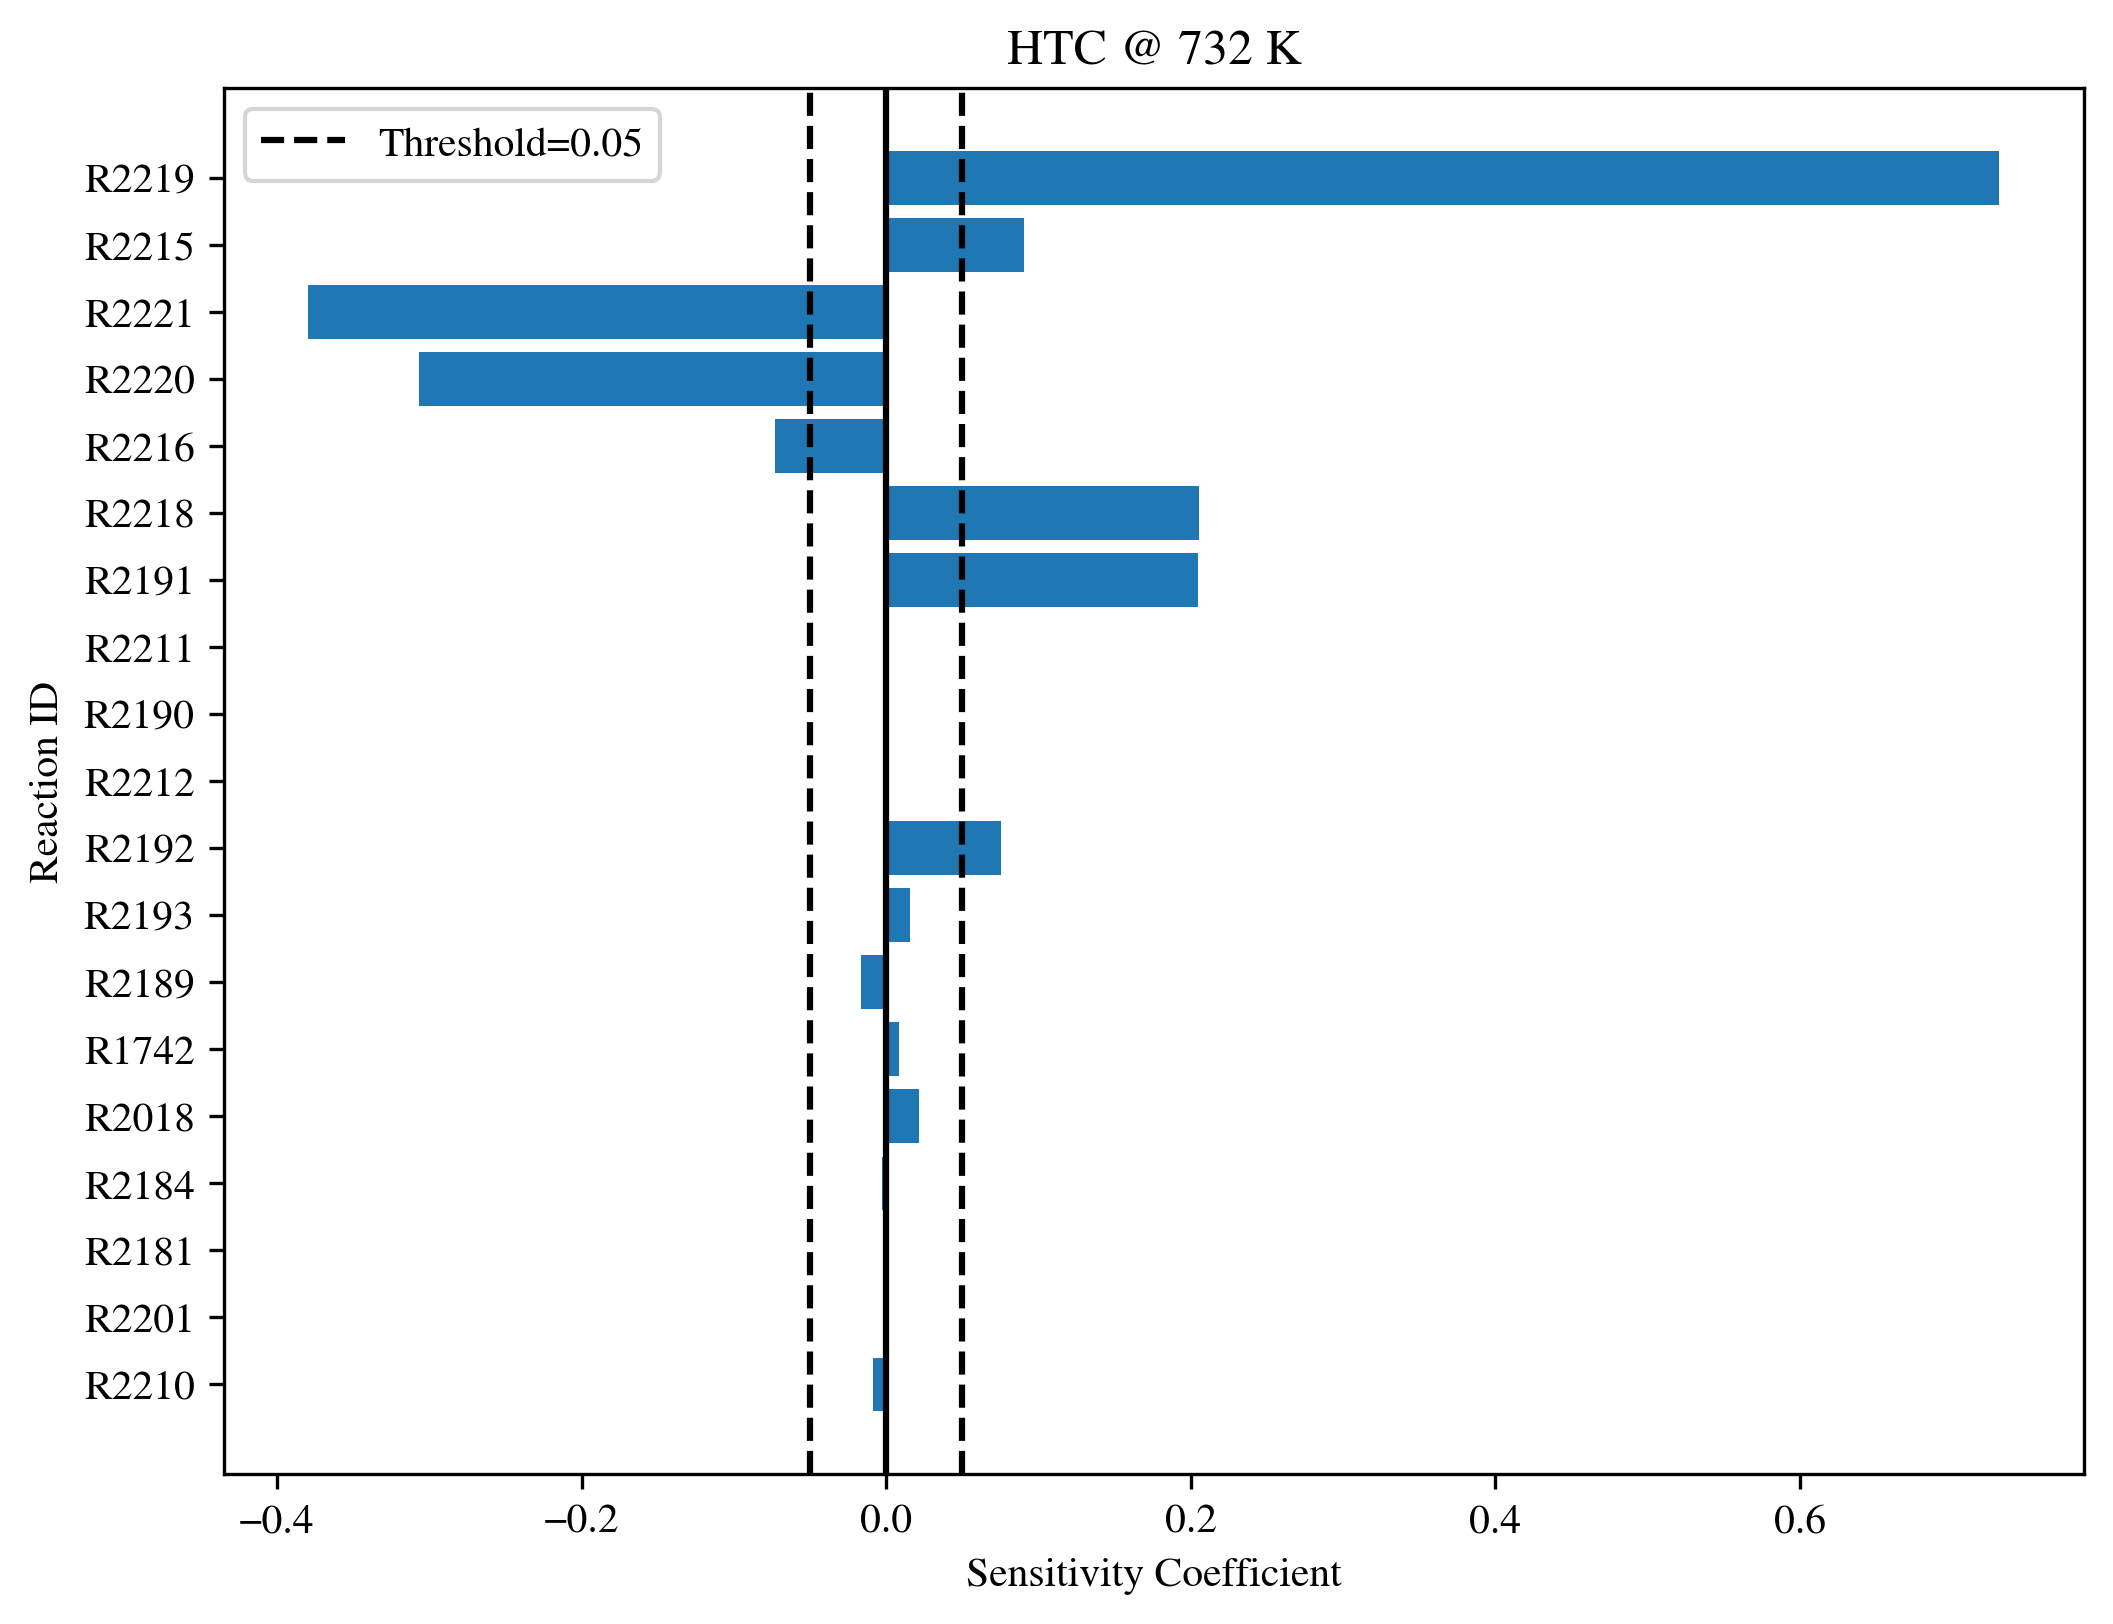 HTC @ 732 K
Threshold=0.05
R2219
R2215
R2221
R2220
R2216
R2218
R2191
R2211
R2190
R2212
R2192
R2193
R2189
R1742
R2018
R2184
R2181
R2201
R2210
Reaction ID
−0.4 −0.2 0.0 0.2 0.4 0.6
Sensitivity Coefficient